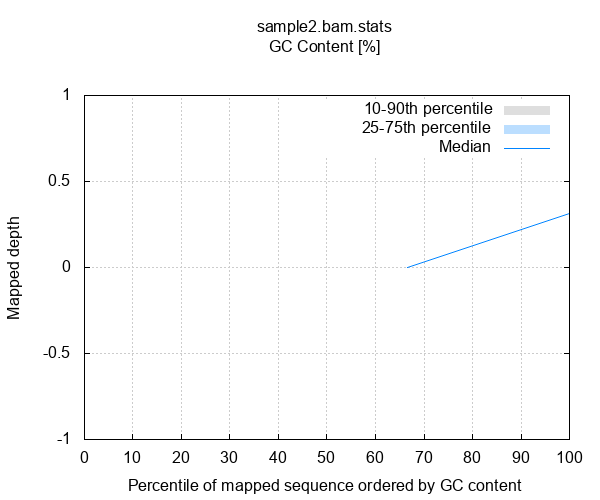 sample2.bam.stats
GC Content [%]
10-90th percentile
25-75th percentile
Median
1
0.5
0
-0.5
-1
Mapped depth
0 10 20 30 40 50 60 70 80 90 100
Percentile of mapped sequence ordered by GC content